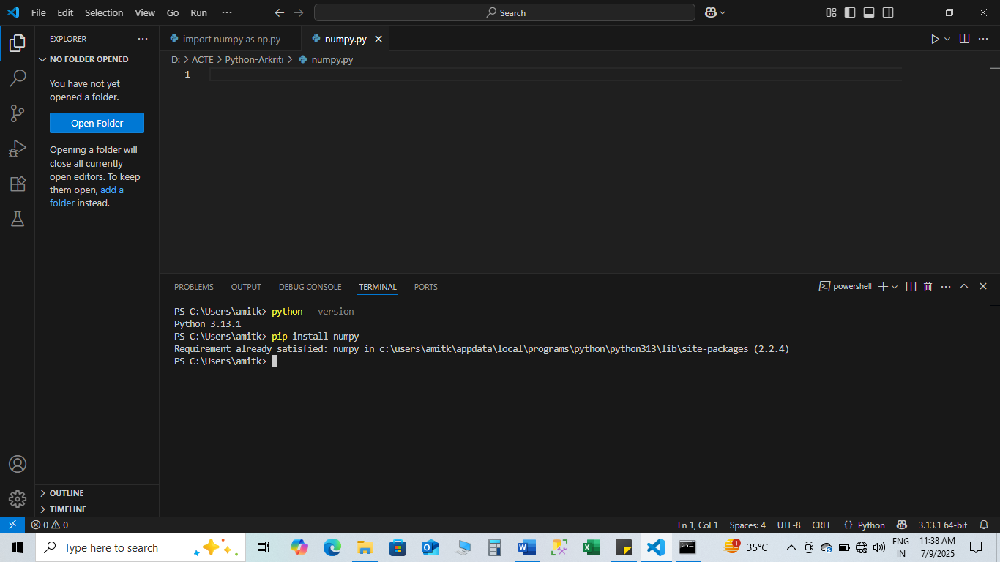 File Edit Selection View Go Run ···
Search
EXPLORER
NO FOLDER OPENED
You have not yet
opened a folder.
Open Folder
Opening a folder will
close all currently
open editors. To keep
them open, add a
folder instead.
OUTLINE
TIMELINE
import numpy as np.py
numpy.py
D: > ACTE > Python-Arkriti > numpy.py
1
PROBLEMS OUTPUT DEBUG CONSOLE TERMINAL PORTS
powershell
PS C:\Users\amitk> python --version
Python 3.13.1
PS C:\Users\amitk> pip install numpy
Requirement already satisfied: numpy in c:\users\amitk\appdata\local\programs\python\python313\lib\site-packages (2.2.4)
PS C:\Users\amitk>
0 0
Ln 1, Col 1 Spaces: 4 UTF-8 CRLF {} Python 3.13.1 64-bit
Type here to search
1
35°C
ENG
IN
11:38 AM
7/9/2025